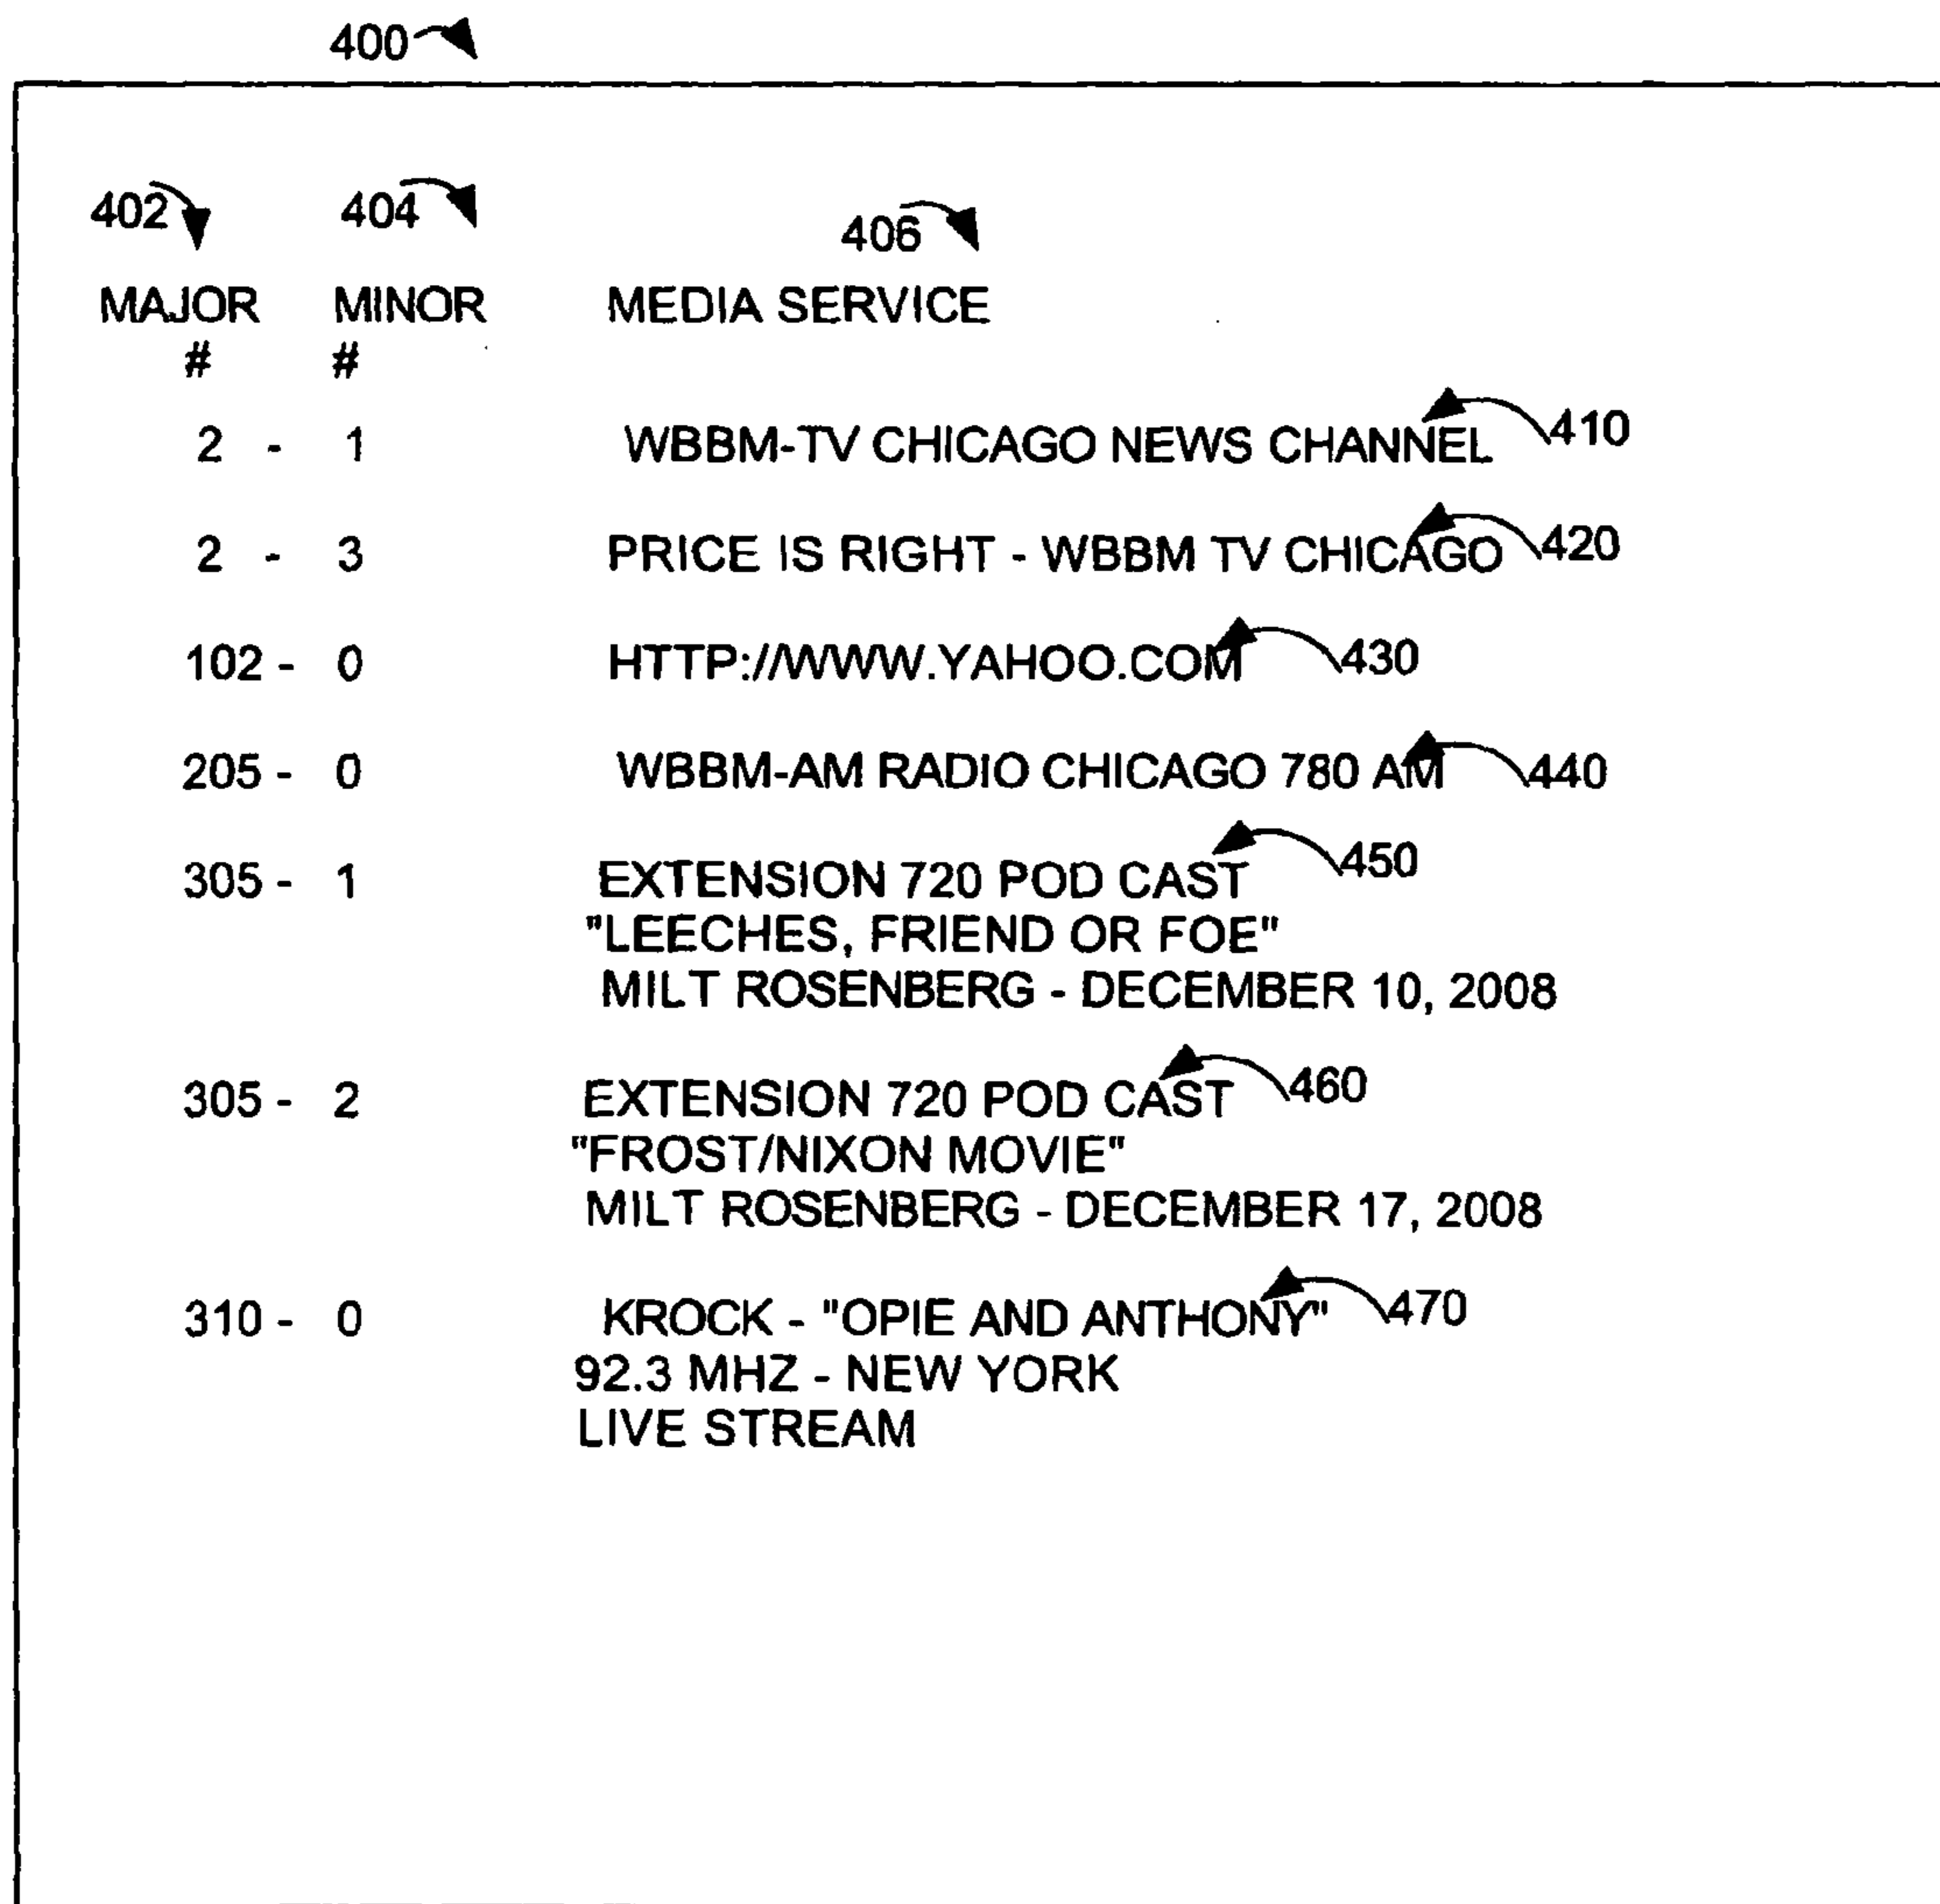 400
402 404 406
MAJOR MINOR MEDIA SERVICE
# #
2 - 1 WBBM-TV CHICAGO NEWS CHANNEL 410
2 - 3 PRICE IS RIGHT - WBBM TV CHICAGO 420
102 - 0 HTTP://WWW.YAHOO.COM 430
205 - 0 WBBM-AM RADIO CHICAGO 780 AM 440
305 - 1 EXTENSION 720 POD CAST 450
"LEECHES, FRIEND OR FOE"
MILT ROSENBERG - DECEMBER 10, 2008
305 - 2 EXTENSION 720 POD CAST 460
"FROST/NIXON MOVIE"
MILT ROSENBERG - DECEMBER 17, 2008
310 - 0 KROCK - "OPIE AND ANTHONY" 470
92.3 MHZ - NEW YORK
LIVE STREAM